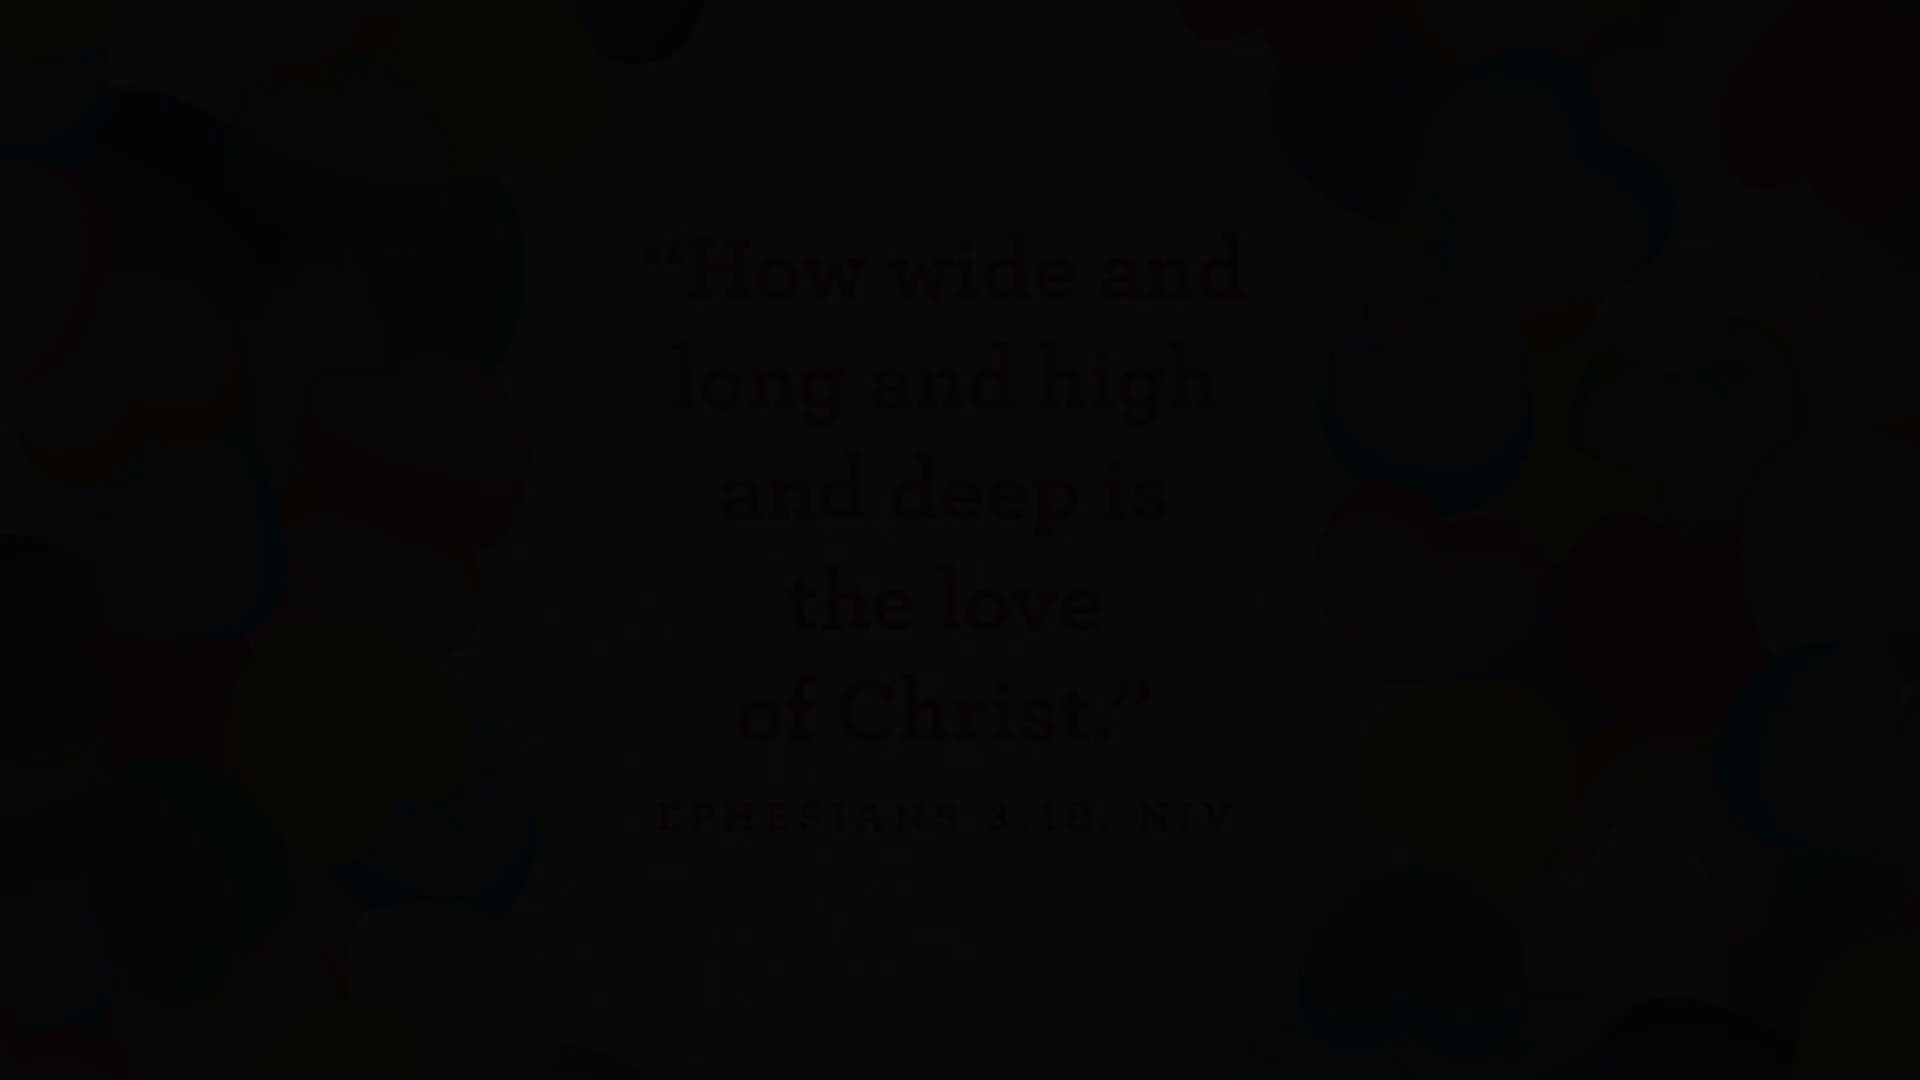 “How wide and
long and high
and deep is
the love
of Christ.”
EPHESIANS 3:18, NIV